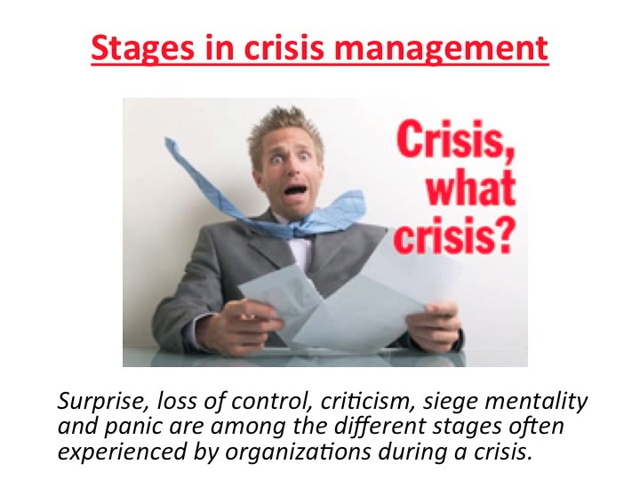 Stages in crisis management
Crisis,
what
crisis?
Surprise, loss of control, criticism, siege mentality
and panic are among the different stages often
experienced by organizations during a crisis.